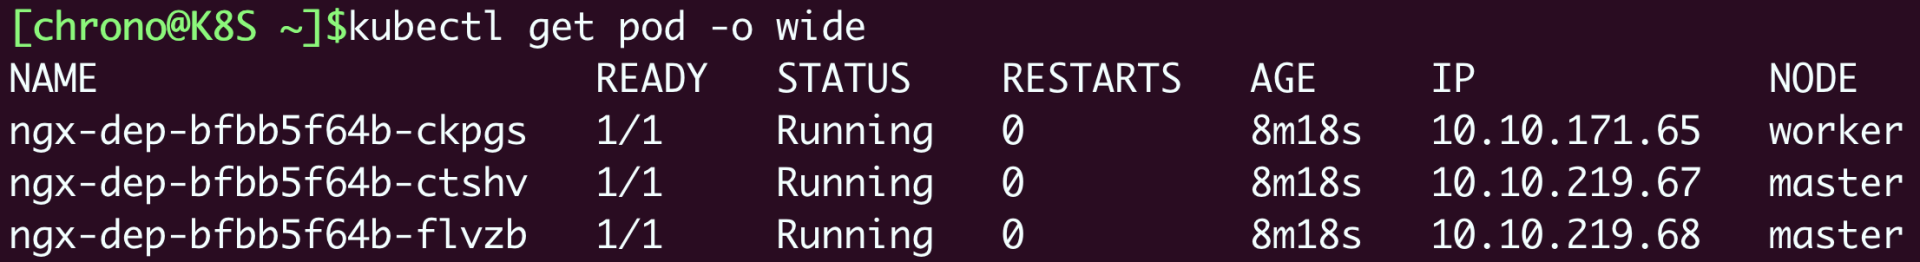 [chrono@K8S ~]$kubectl get pod -o wide
NAME READY STATUS RESTARTS AGE IP NODE
ngx-dep-bfbb5f64b-ckpgs 1/1 Running 0 8m18s 10.10.171.65 worker
ngx-dep-bfbb5f64b-ctshv 1/1 Running 0 8m18s 10.10.219.67 master
ngx-dep-bfbb5f64b-flvzb 1/1 Running 0 8m18s 10.10.219.68 master